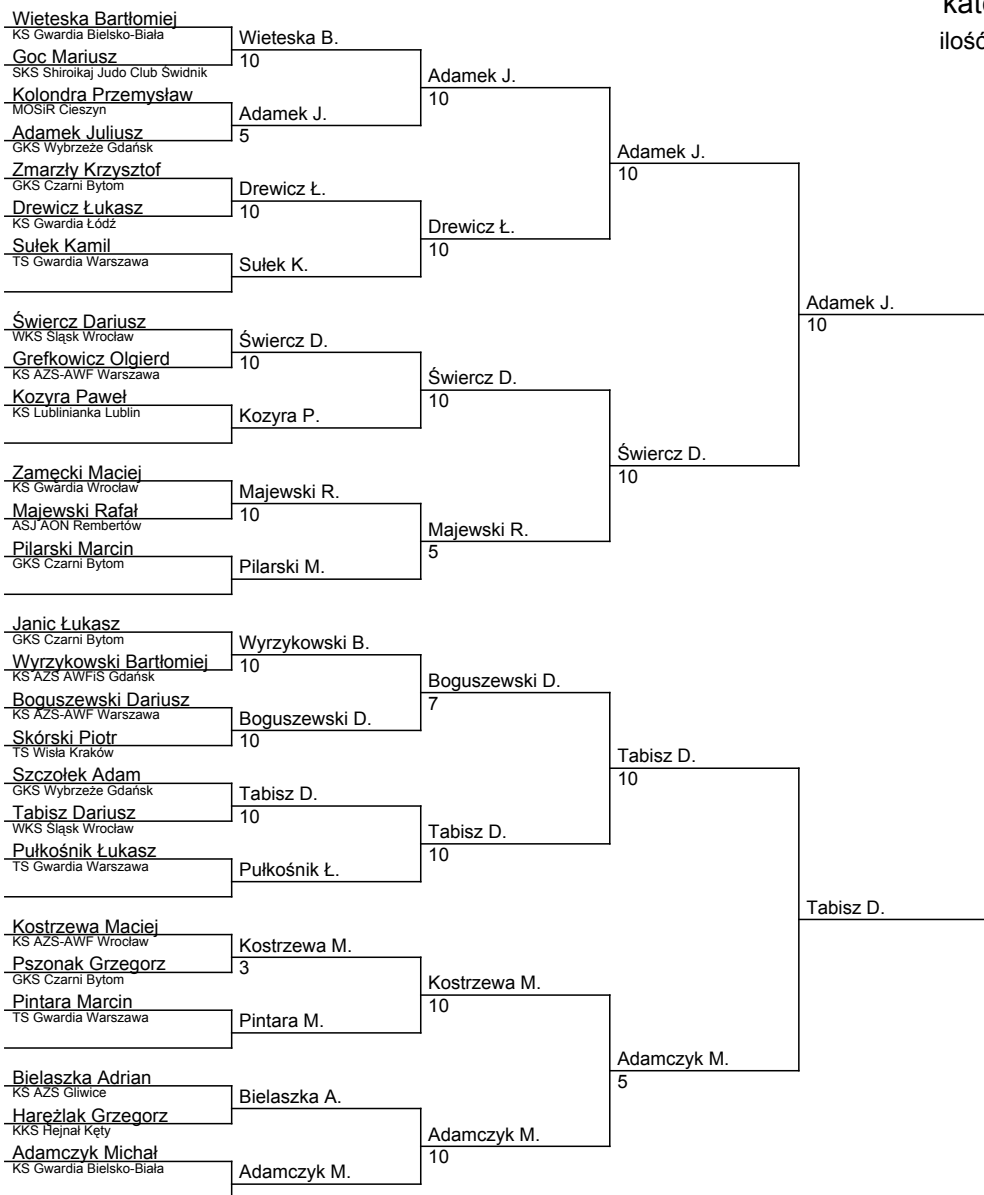 kate
ilość
Wieteska Bartłomiej
KS Gwardia Bielsko-Biała
Goc Mariusz
SKS Shiroikaj Judo Club Świdnik
Kolondra Przemysław
MOSiR Cieszyn
Adamek Juliusz
GKS Wybrzeże Gdańsk
Zmarzły Krzysztof
GKS Czarni Bytom
Drewicz Łukasz
KS Gwardia Łódź
Sułek Kamil
TS Gwardia Warszawa
Świercz Dariusz
WKS Śląsk Wrocław
Grefkowicz Olgierd
KS AZS-AWF Warszawa
Kozyra Paweł
KS Lublinianka Lublin
Zamęcki Maciej
KS Gwardia Wrocław
Majewski Rafał
ASJ AON Rembertów
Pilarski Marcin
GKS Czarni Bytom
Janic Łukasz
GKS Czarni Bytom
Wyrzykowski Bartłomiej
KS AZS AWFiS Gdańsk
Boguszewski Dariusz
KS AZS-AWF Warszawa
Skórski Piotr
TS Wisła Kraków
Szczołek Adam
GKS Wybrzeże Gdańsk
Tabisz Dariusz
WKS Śląsk Wrocław
Pułkośnik Łukasz
TS Gwardia Warszawa
Kostrzewa Maciej
KS AZS-AWF Wrocław
Pszonak Grzegorz
GKS Czarni Bytom
Pintara Marcin
TS Gwardia Warszawa
Bielaszka Adrian
KS AZS Gliwice
Harężlak Grzegorz
KKS Hejnał Kęty
Adamczyk Michał
KS Gwardia Bielsko-Biała
Wieteska B.
10
Adamek J.
5
Drewicz Ł.
10
Sułek K.
Świercz D.
10
Kozyra P.
Majewski R.
10
Pilarski M.
Wyrzykowski B.
10
Boguszewski D.
10
Tabisz D.
10
Pułkośnik Ł.
Kostrzewa M.
3
Pintara M.
Bielaszka A.
Adamczyk M.
Adamek J.
10
Drewicz Ł.
10
Świercz D.
10
Majewski R.
5
Boguszewski D.
7
Tabisz D.
10
Kostrzewa M.
10
Adamczyk M.
10
Adamek J.
10
Świercz D.
10
Tabisz D.
10
Adamczyk M.
5
Adamek J.
10
Tabisz D.